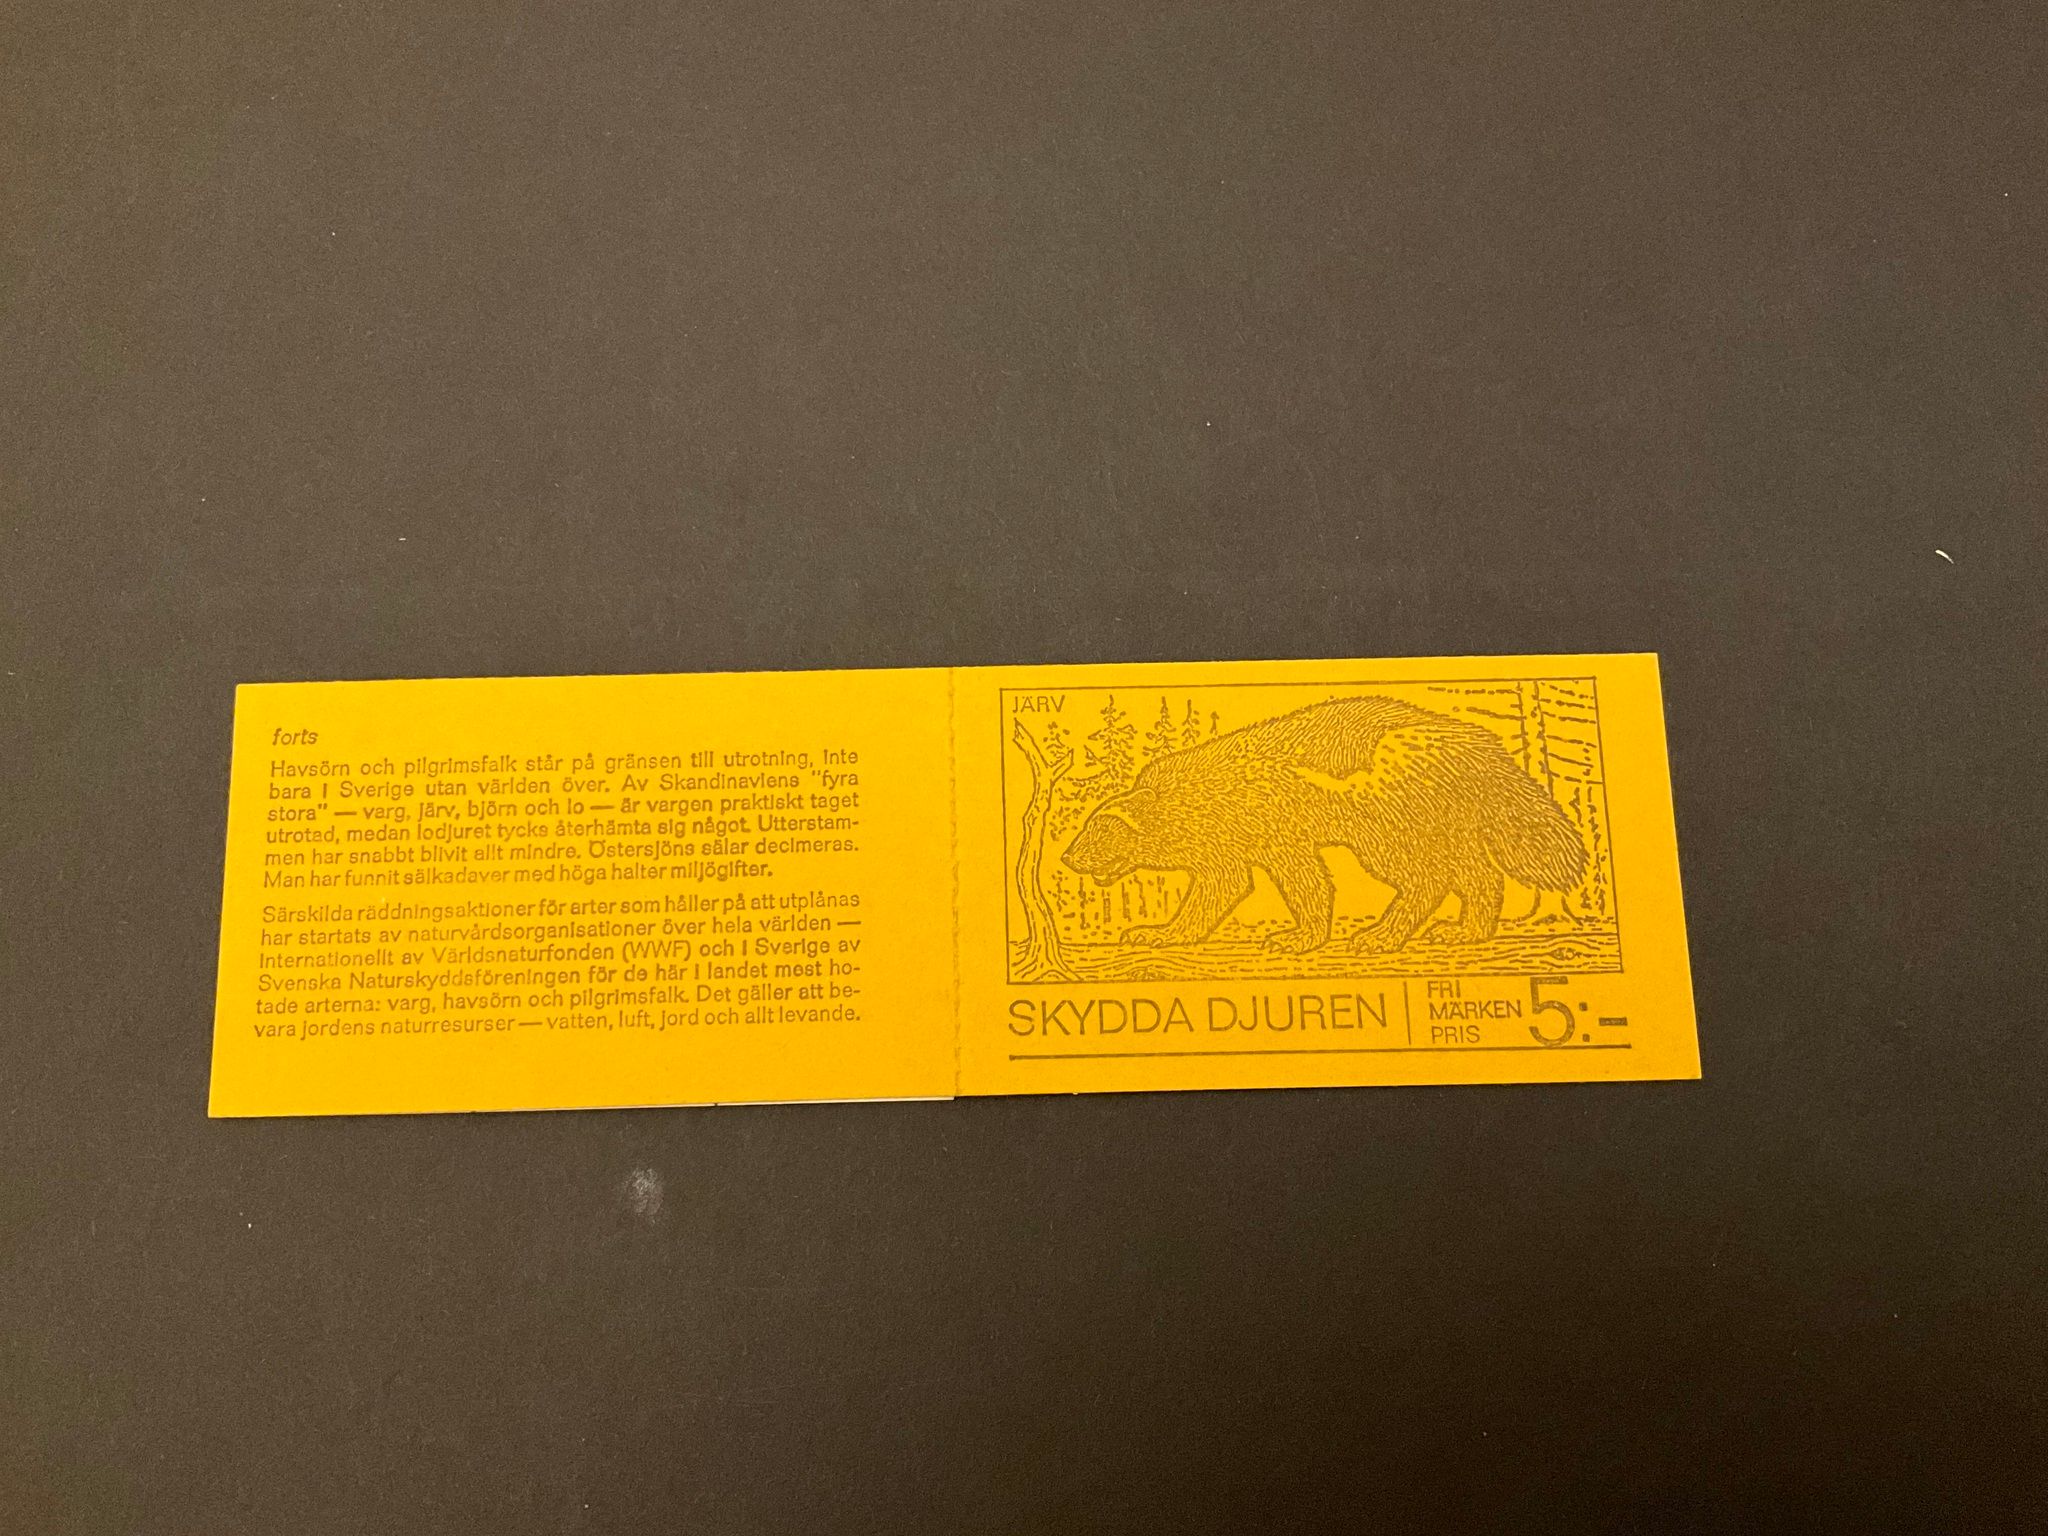 forts
Havsörn och pilgrimsfalk står på gränsen till utrotning, inte
bara i Sverige utan världen över. Av Skandinaviens "fyra
stora" — varg, järv, björn och lo — är vargen praktiskt taget
utrotad, medan lodjuret tycks återhämta sig något. Utterstam-
men har snabbt blivit allt mindre. Östersjöns sälar decimeras.
Man har funnit sälkadaver med höga halter miljögifter.
Särskilda räddningsaktioner för arter som håller på att utplånas
har startats av naturvårdsorganisationer över hela världen —
internationellt av Världsnaturfonden (WWF) och i Sverige av
Svenska Naturskyddsföreningen för de här i landet mest ho-
tade arterna: varg, havsörn och pilgrimsfalk. Det gäller att be-
vara jordens naturresurser — vatten, luft, jord och allt levande.
JÄRV
SKYDDA DJUREN
FRI
MÄRKEN
PRIS
5:-